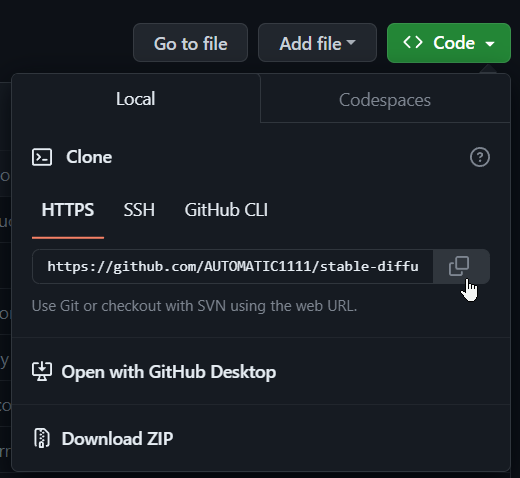 Go to file
Add file
Code
Local
Codespaces
Clone
HTTPS
SSH
GitHub CLI
https://github.com/AUTOMATIC1111/stable-diffu
Use Git or checkout with SVN using the web URL.
Open with GitHub Desktop
Download ZIP